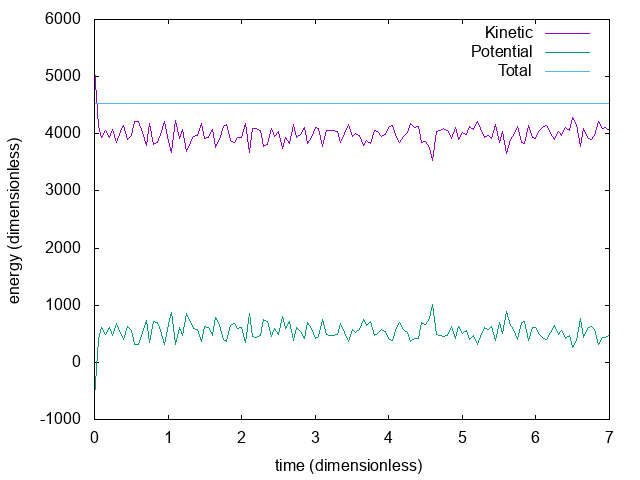 6000
5000
4000
3000
2000
1000
0
-1000
energy (dimensionless)
Kinetic
Potential
Total
0 1 2 3 4 5 6 7
time (dimensionless)